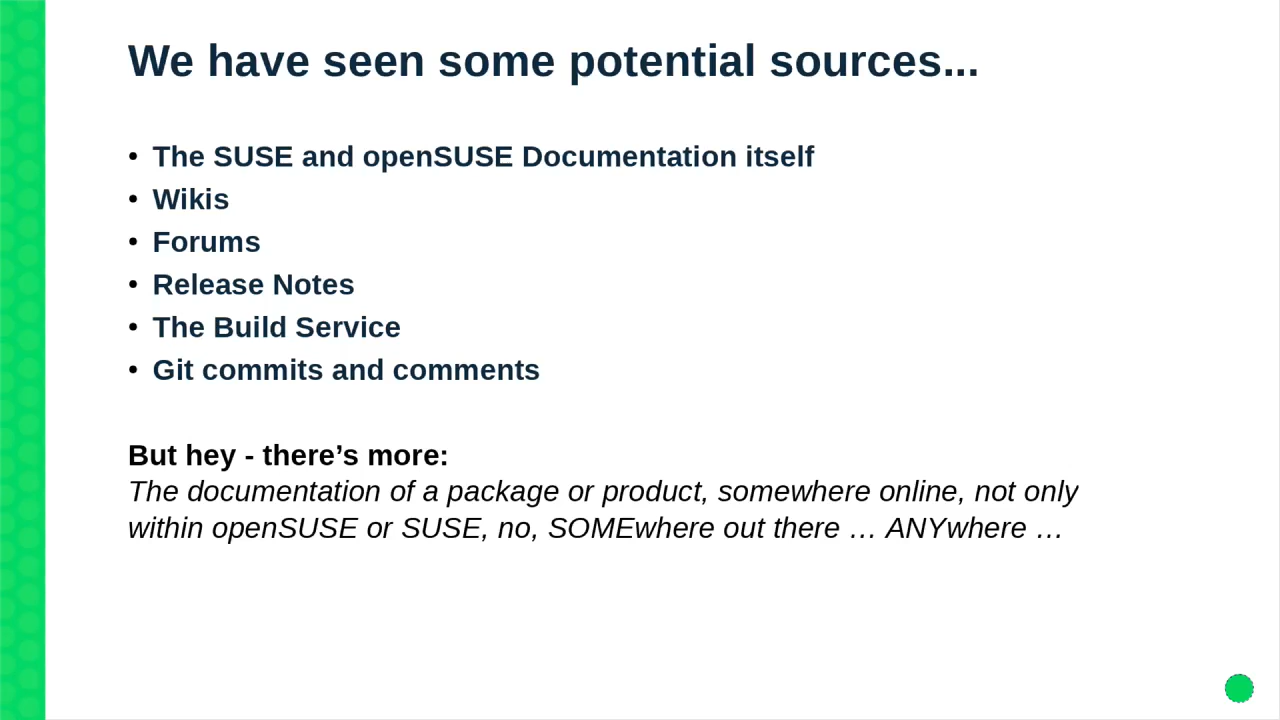 We have seen some potential sources...
• The SUSE and openSUSE Documentation itself
• Wikis
• Forums
• Release Notes
• The Build Service
• Git commits and comments
But hey - there’s more:
The documentation of a package or product, somewhere online, not only
within openSUSE or SUSE, no, SOMEwhere out there … ANYwhere …